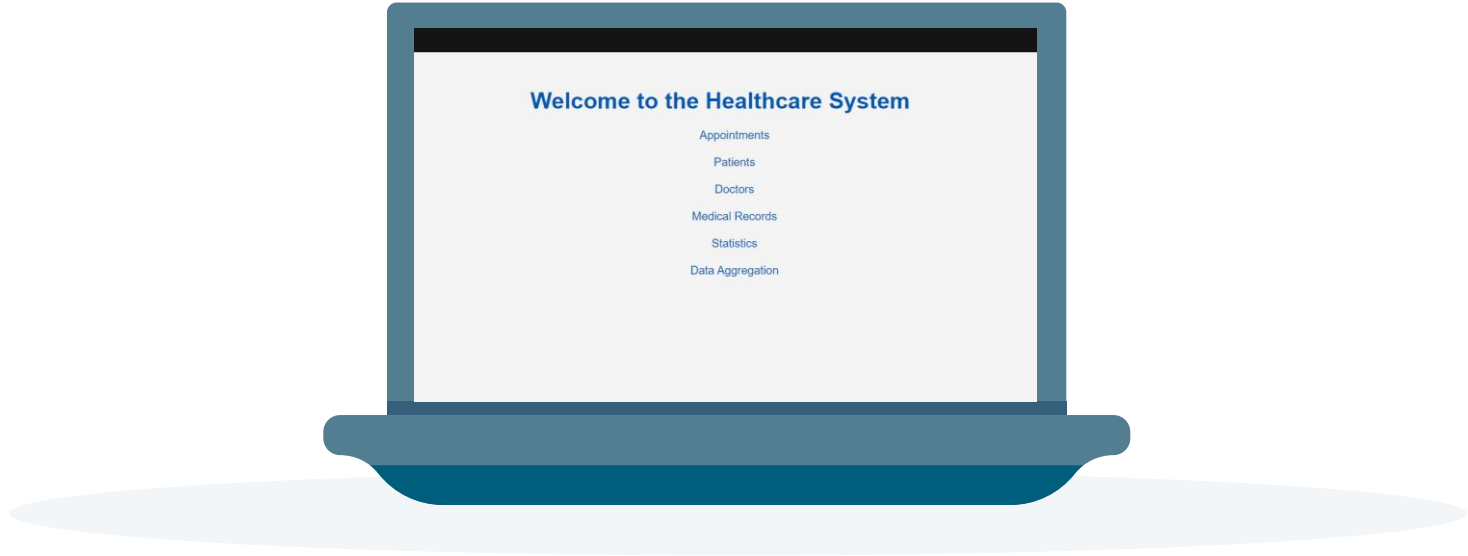 Welcome to the Healthcare System
Appointments
Patients
Doctors
Medical Records
Statistics
Data Aggregation